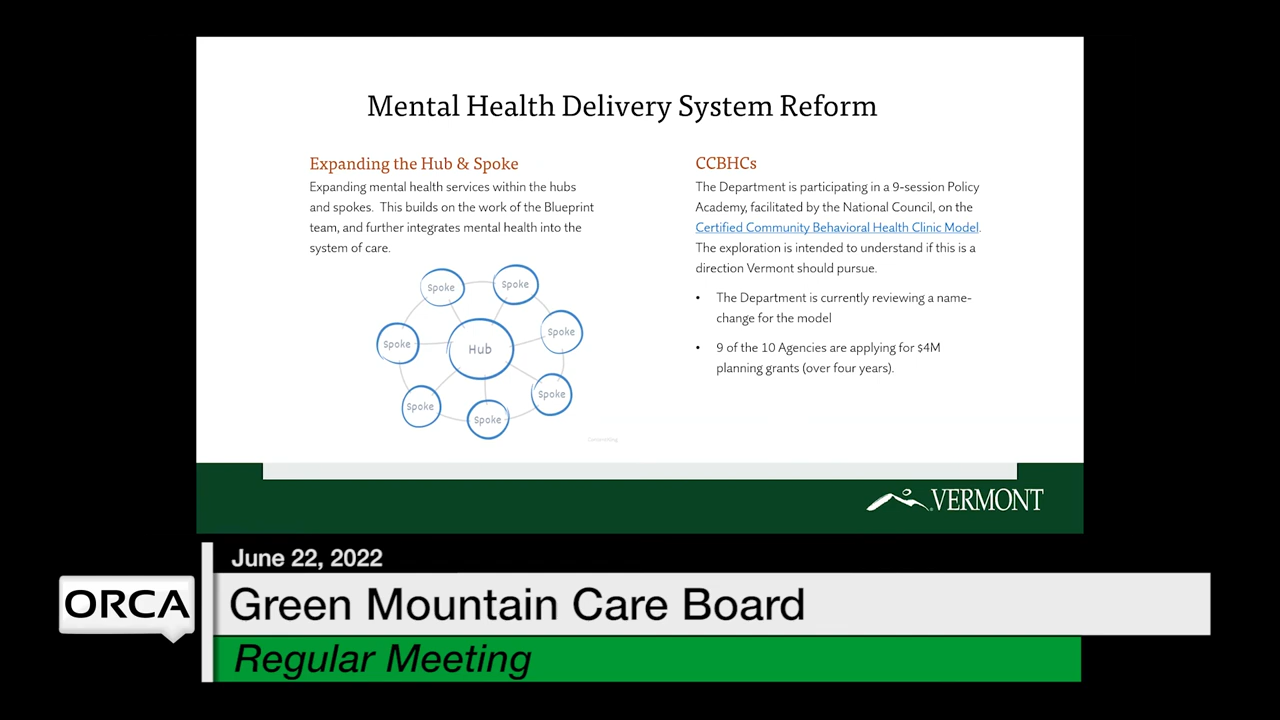 Mental Health Delivery System Reform
Expanding the Hub & Spoke
Expanding mental health services within the hubs
and spokes. This builds on the work of the Blueprint
team, and further integrates mental health into the
system of care.
Spoke
Spoke
Spoke
Spoke
Hub
Spoke
Spoke
Spoke
CCBHCs
The Department is participating in a 9-session Policy
Academy, facilitated by the National Council, on the
Certified Community Behavioral Health Clinic Model.
The exploration is intended to understand if this is a
direction Vermont should pursue.
• The Department is currently reviewing a name-
change for the model
• 9 of the 10 Agencies are applying for $4M
planning grants (over four years).
VERMONT
June 22, 2022
ORCA
Green Mountain Care Board
Regular Meeting